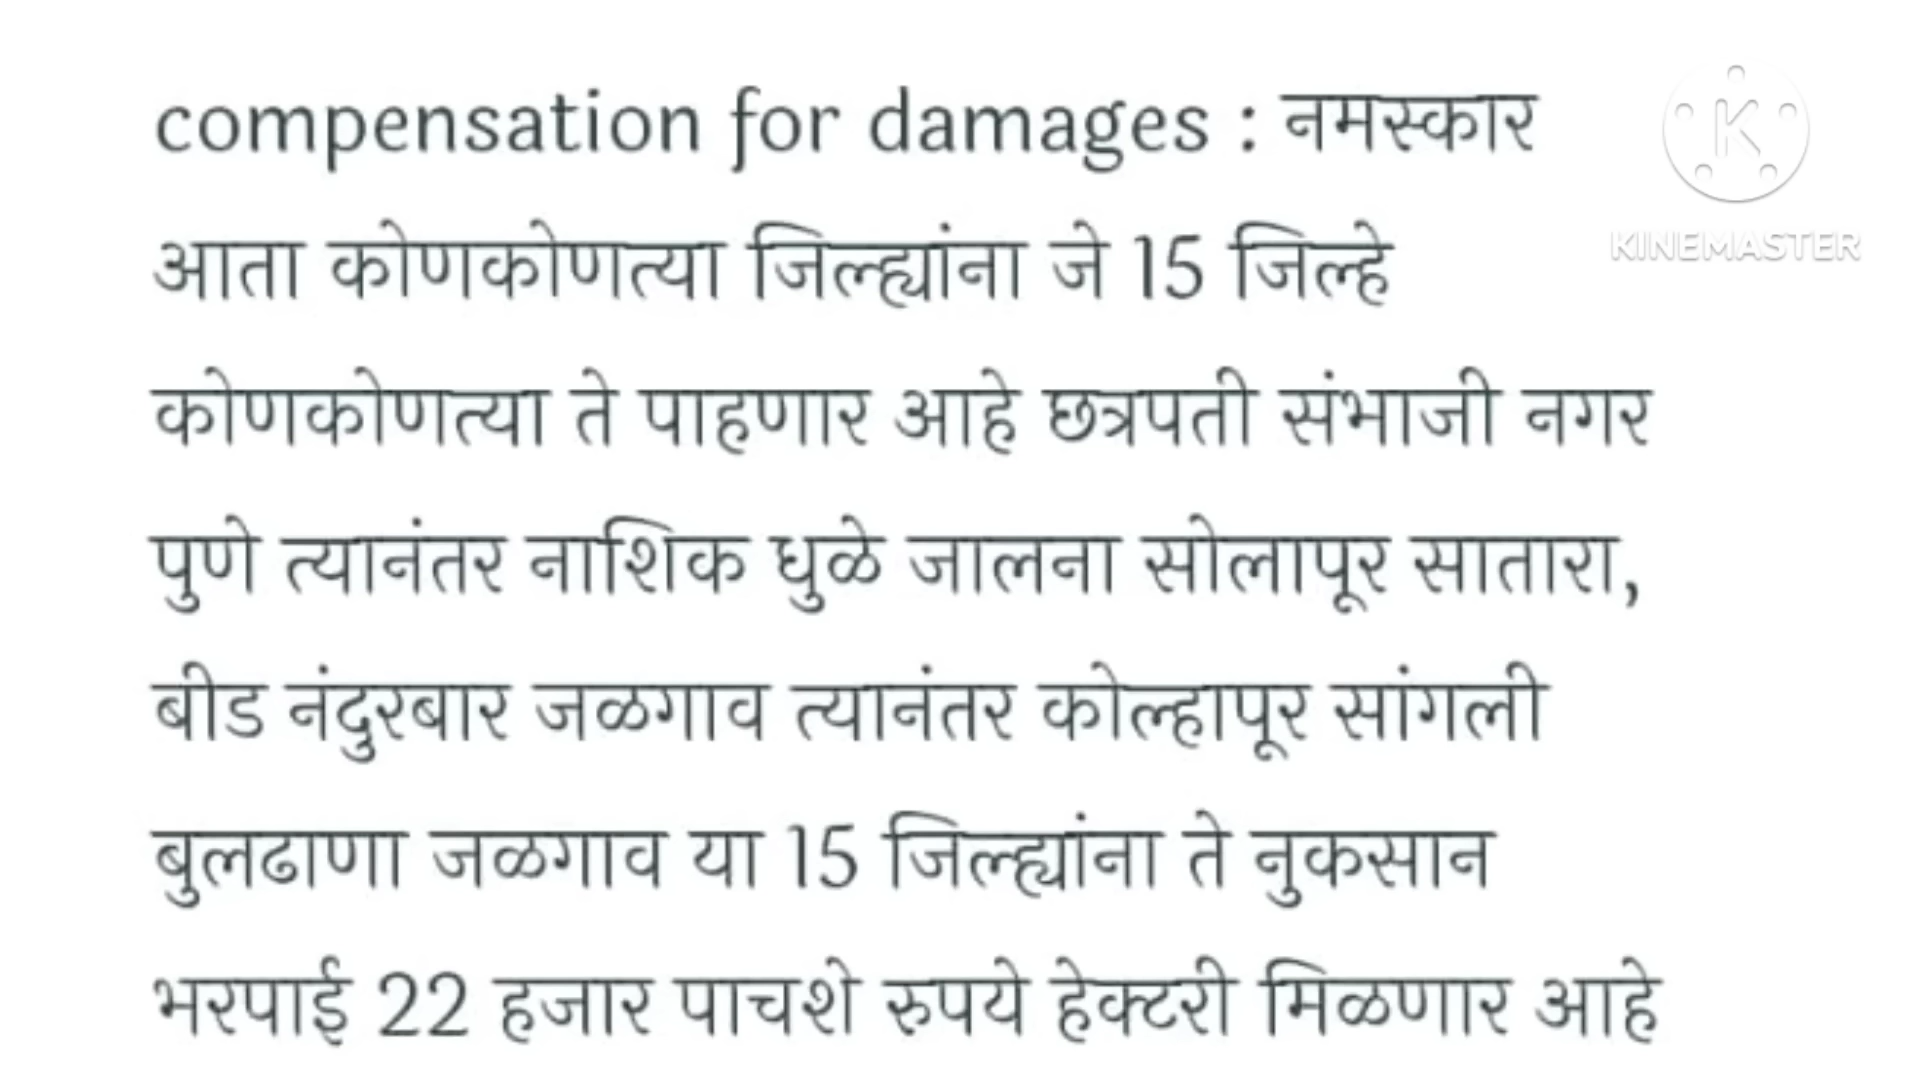 compensation for damages : नमस्कार
आता कोणकोणत्या जिल्ह्यांना जे 15 जिल्हे
कोणकोणत्या ते पाहणार आहे छत्रपती संभाजी नगर
पुणे त्यानंतर नाशिक धुळे जालना सोलापूर सातारा,
बीड नंदुरबार जळगाव त्यानंतर कोल्हापूर सांगली
बुलढाणा जळगाव या 15 जिल्ह्यांना ते नुकसान
भरपाई 22 हजार पाचशे रुपये हेक्टरी मिळणार आहे
K
KINEMASTER